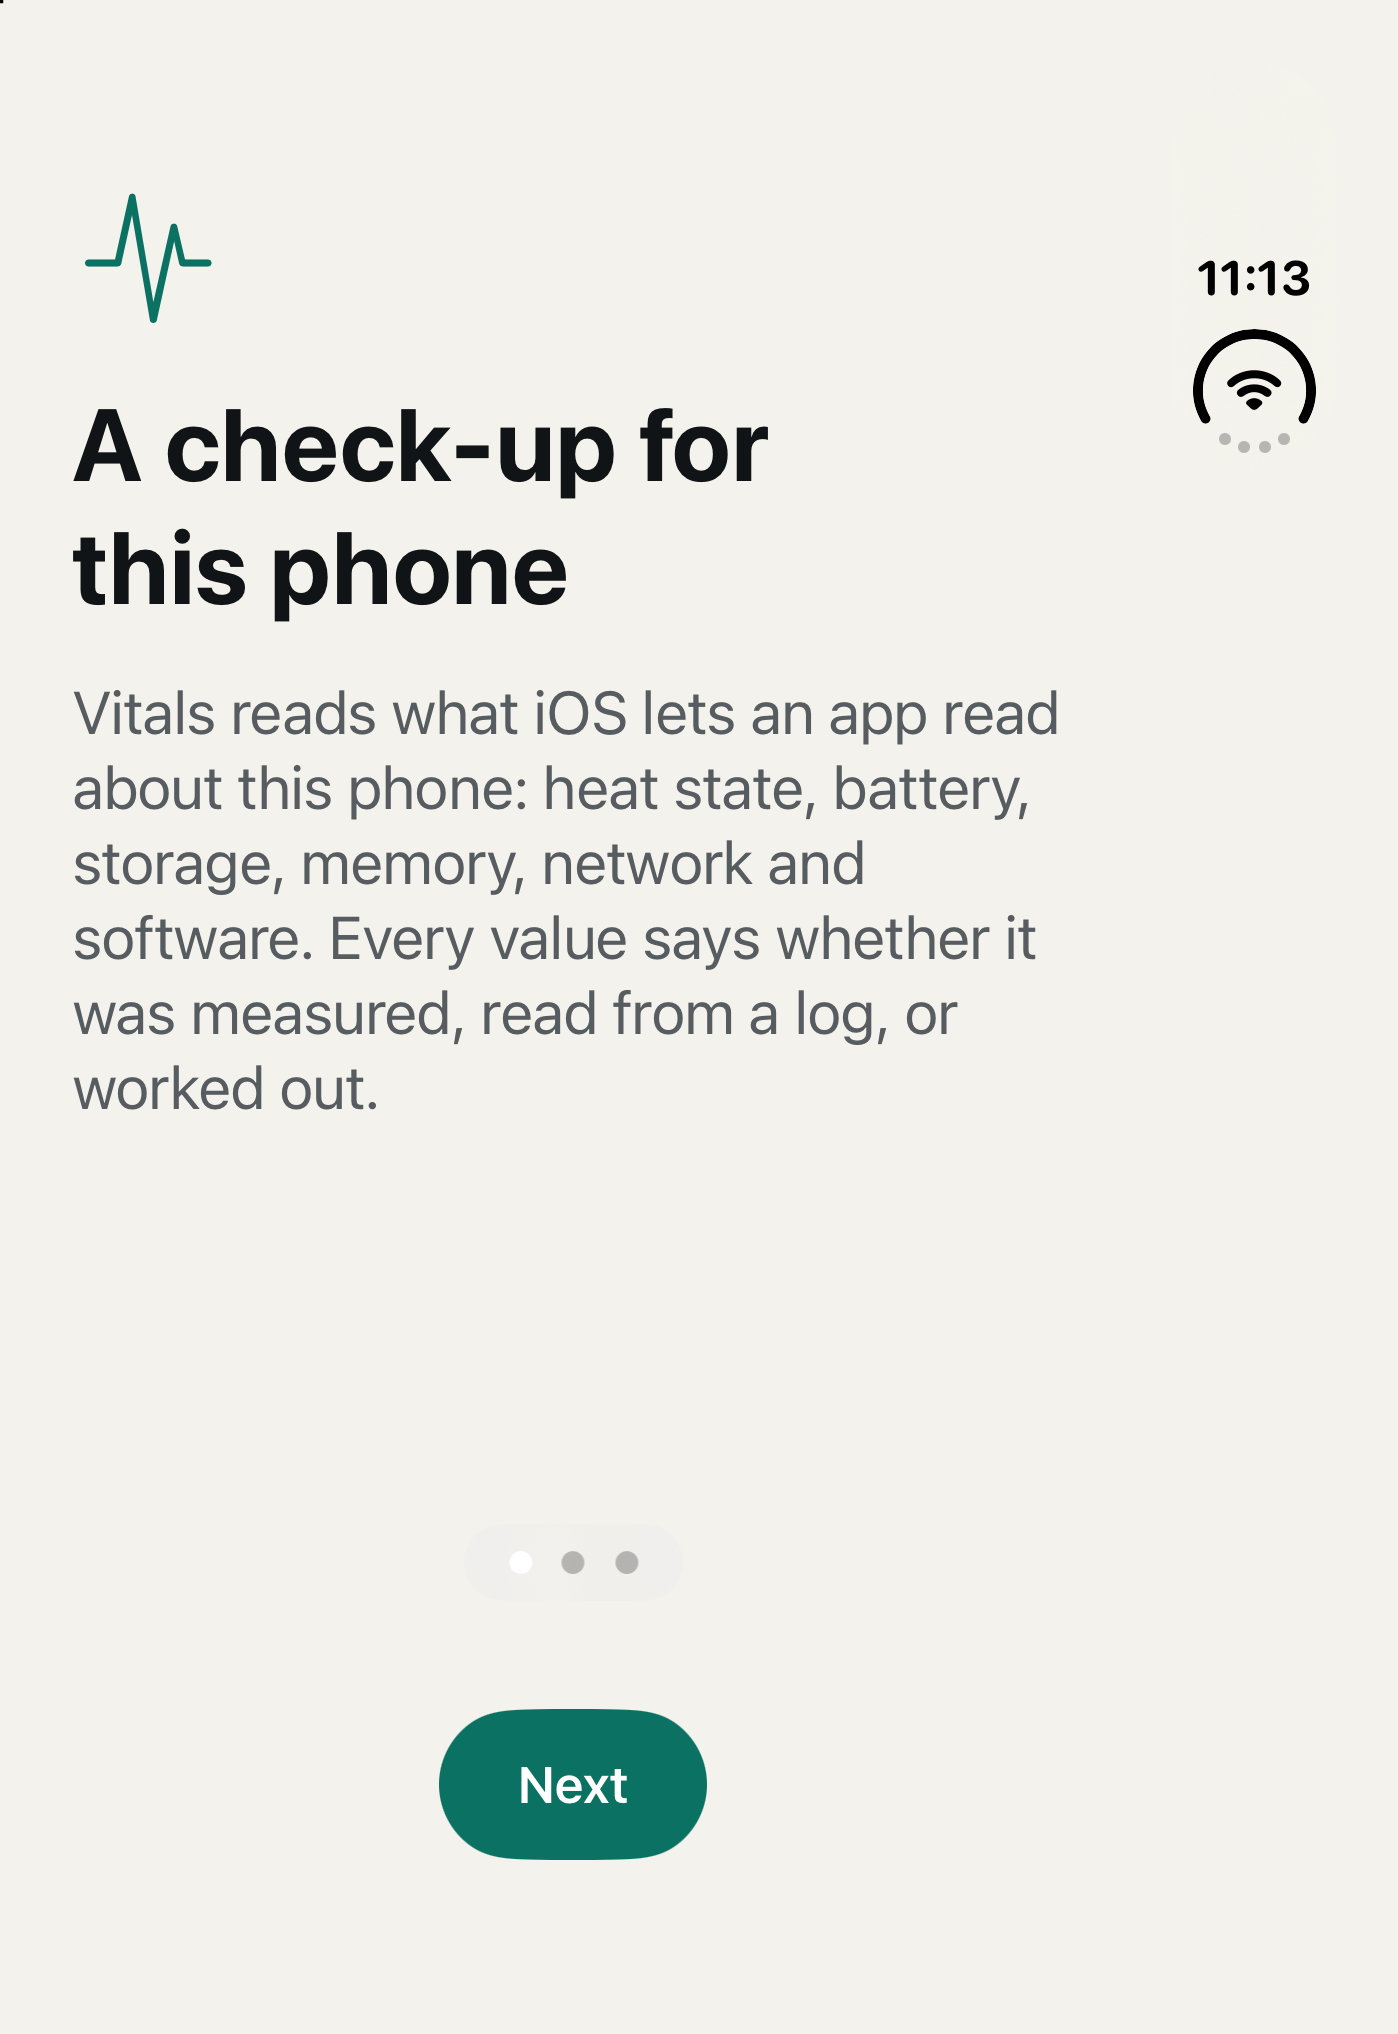 11:13
A check-up for
this phone
Vitals reads what iOS lets an app read
about this phone: heat state, battery,
storage, memory, network and
software. Every value says whether it
was measured, read from a log, or
worked out.
Next